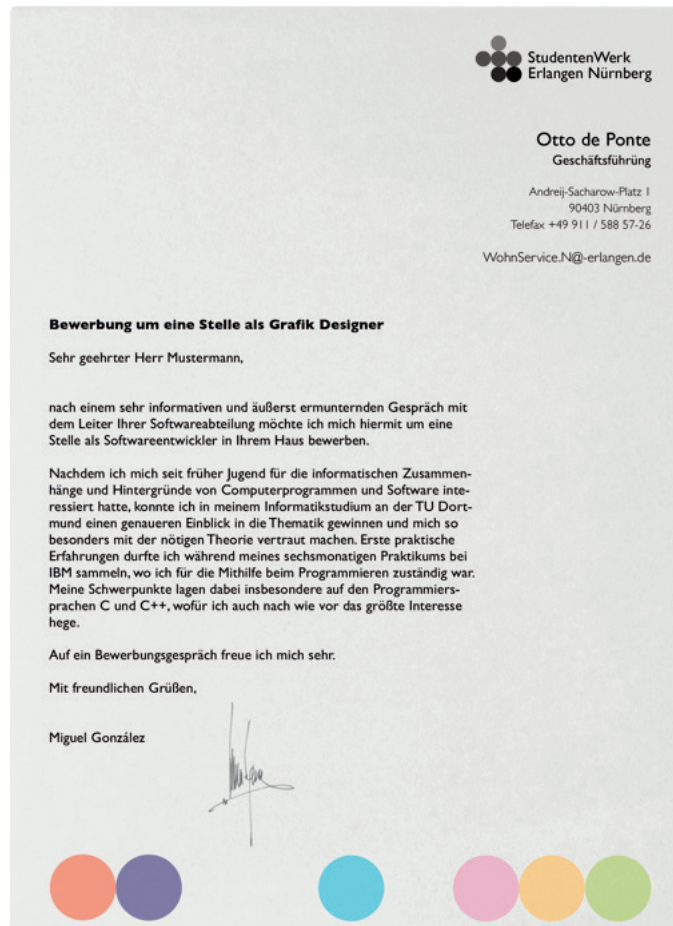 StudentenWerk
Erlangen Nürnberg
Otto de Ponte
Geschäftsführung
Andreij-Sacharow-Platz 1
90403 Nürnberg
Telefax +49 911 / 588 57-26
WohnService.N@-erlangen.de
Bewerbung um eine Stelle als Grafik Designer
Sehr geehrter Herr Mustermann,
nach einem sehr informativen und äußerst ermunternden Gespräch mit
dem Leiter Ihrer Softwareabteilung möchte ich mich hiermit um eine
Stelle als Softwareentwickler in Ihrem Haus bewerben.
Nachdem ich mich seit früher Jugend für die informatischen Zusammen-
hänge und Hintergründe von Computerprogrammen und Software inte-
ressiert hatte, konnte ich in meinem Informatikstudium an der TU Dort-
mund einen genaueren Einblick in die Thematik gewinnen und mich so
besonders mit der nötigen Theorie vertraut machen. Erste praktische
Erfahrungen durfte ich während meines sechsmonatigen Praktikums bei
IBM sammeln, wo ich für die Mithilfe beim Programmieren zuständig war.
Meine Schwerpunkte lagen dabei insbesondere auf den Programmiers-
prachen C und C++, wofür ich auch nach wie vor das größte Interesse
hege.
Auf ein Bewerbungsgespräch freue ich mich sehr.
Mit freundlichen Grüßen,
Miguel González